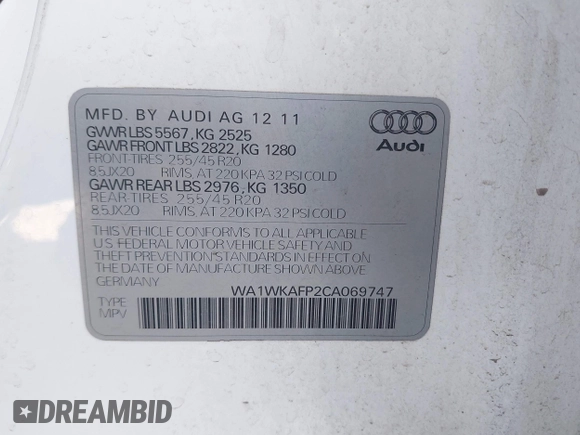 MFD. BY AUDI AG 12 11
GVWR LBS 5567, KG 2525
GAWR FRONT LBS 2822, KG 1280
FRONT-TIRES 255/45 R20
8.5JX20 RIMS, AT 220 KPA 32 PSI COLD
GAWR REAR LBS 2976, KG 1350
REAR-TIRES 255/45 R20
8.5JX20 RIMS, AT 220 KPA 32 PSI COLD
Audi
THIS VEHICLE CONFORMS TO ALL APPLICABLE
U.S. FEDERAL MOTOR VEHICLE SAFETY AND
THEFT PREVENTION STANDARDS IN EFFECT ON
THE DATE OF MANUFACTURE SHOWN ABOVE
GERMANY WA1WKAFP2CA069747
TYPE
MPV
DREAMBID